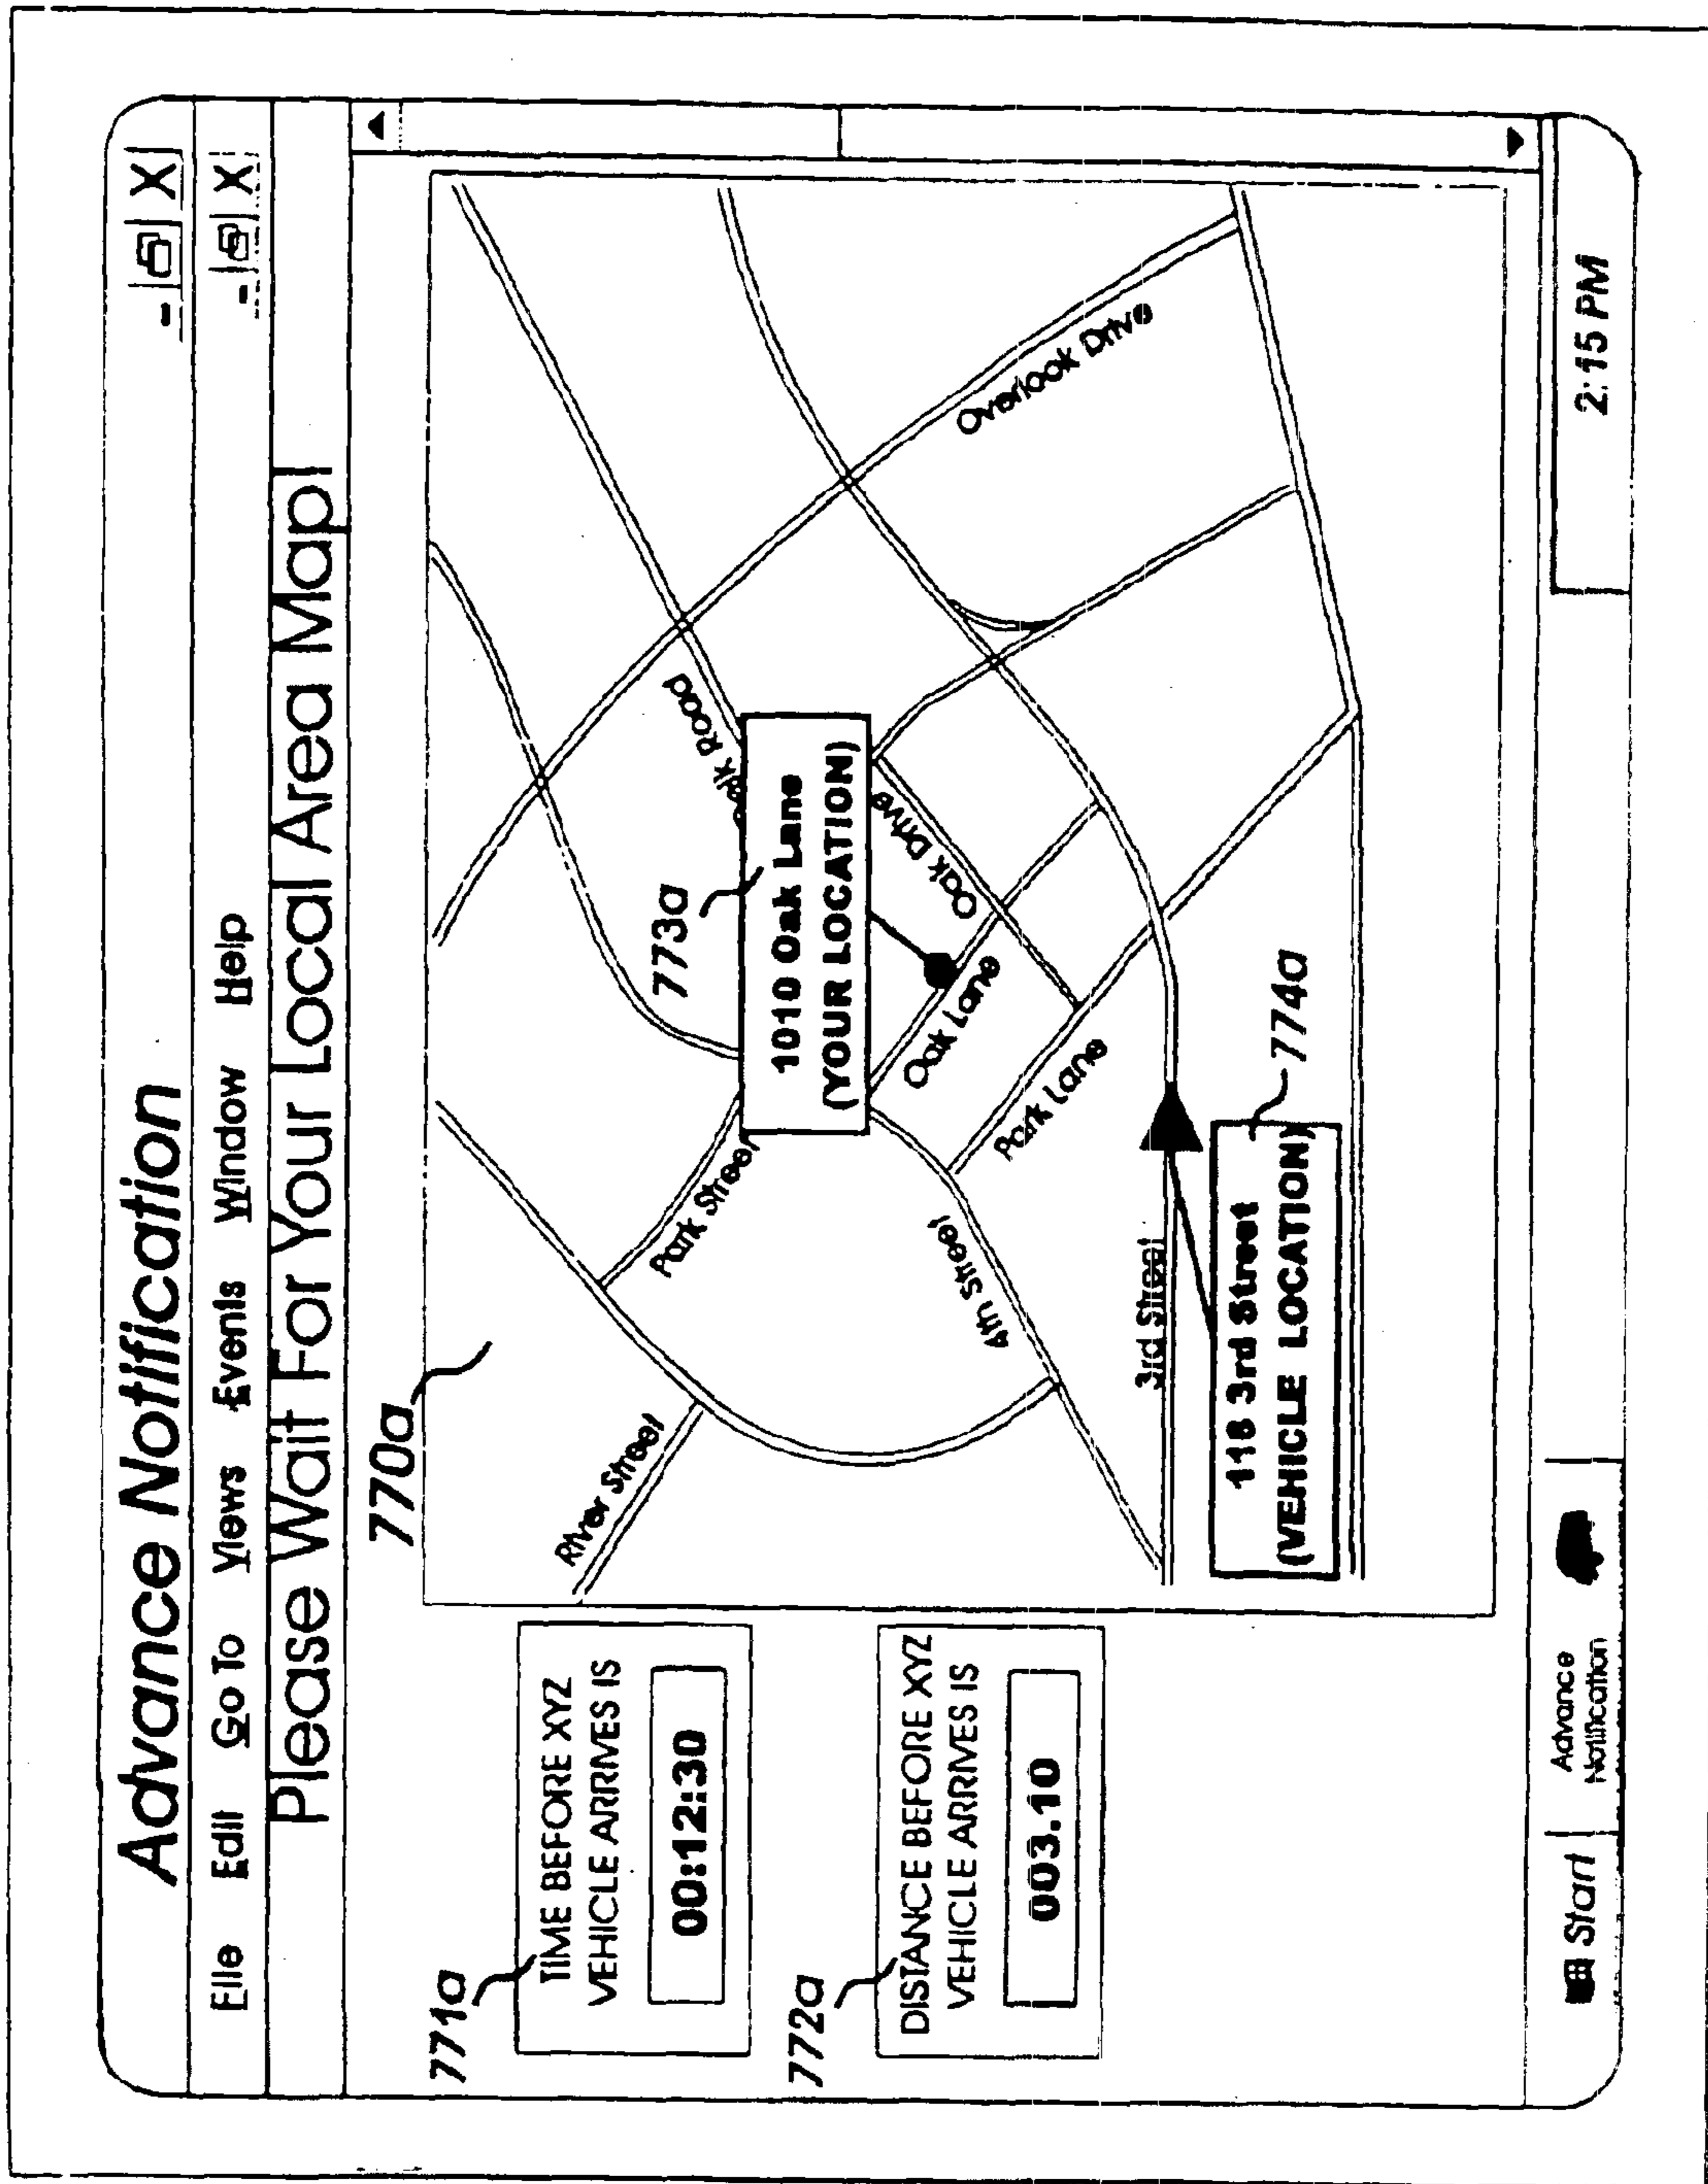 Advance Notification
File Edit Go To Views Events Window Help
Please Wait For Your Local Area Map!
770a
771a
TIME BEFORE XYZ
VEHICLE ARRIVES IS
00:12:30
772a
DISTANCE BEFORE XYZ
VEHICLE ARRIVES IS
003.10
River Street
Park Street
773a
1010 Oak Lane
(YOUR LOCATION)
Road
Oak Drive
Oak Lane
Park Lane
4th Street
3rd Street
Overlook Drive
774a
118 3rd Street
(VEHICLE LOCATION)
Start
Advance
Notification
2:15 PM